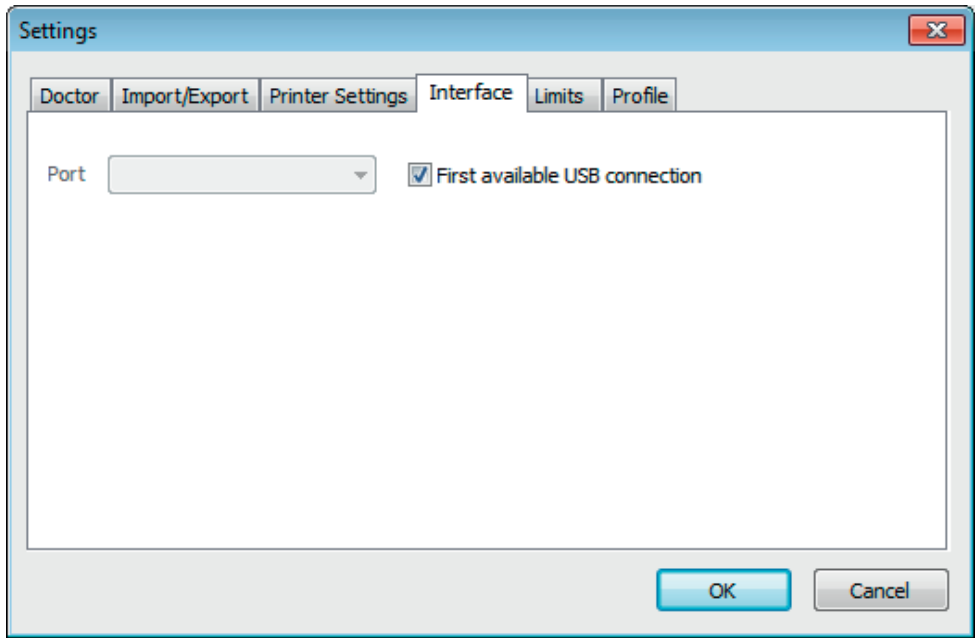 Settings
Doctor Import/Export Printer Settings Interface Limits Profile
Port First available USB connection
OK Cancel